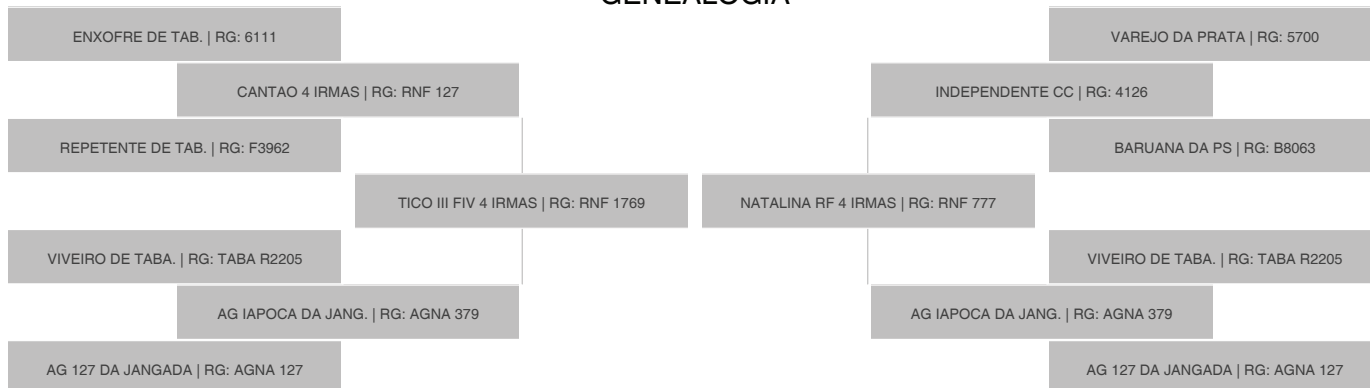 GENEALOGIA
ENXOFRE DE TAB. | RG: 6111
VAREJO DA PRATA | RG: 5700
CANTAO 4 IRMAS | RG: RNF 127
INDEPENDENTE CC | RG: 4126
REPETENTE DE TAB. | RG: F3962
BARUANA DA PS | RG: B8063
TICO III FIV 4 IRMAS | RG: RNF 1769
NATALINA RF 4 IRMAS | RG: RNF 777
VIVEIRO DE TABA. | RG: TABA R2205
VIVEIRO DE TABA. | RG: TABA R2205
AG IAPOCA DA JANG. | RG: AGNA 379
AG IAPOCA DA JANG. | RG: AGNA 379
AG 127 DA JANGADA | RG: AGNA 127
AG 127 DA JANGADA | RG: AGNA 127